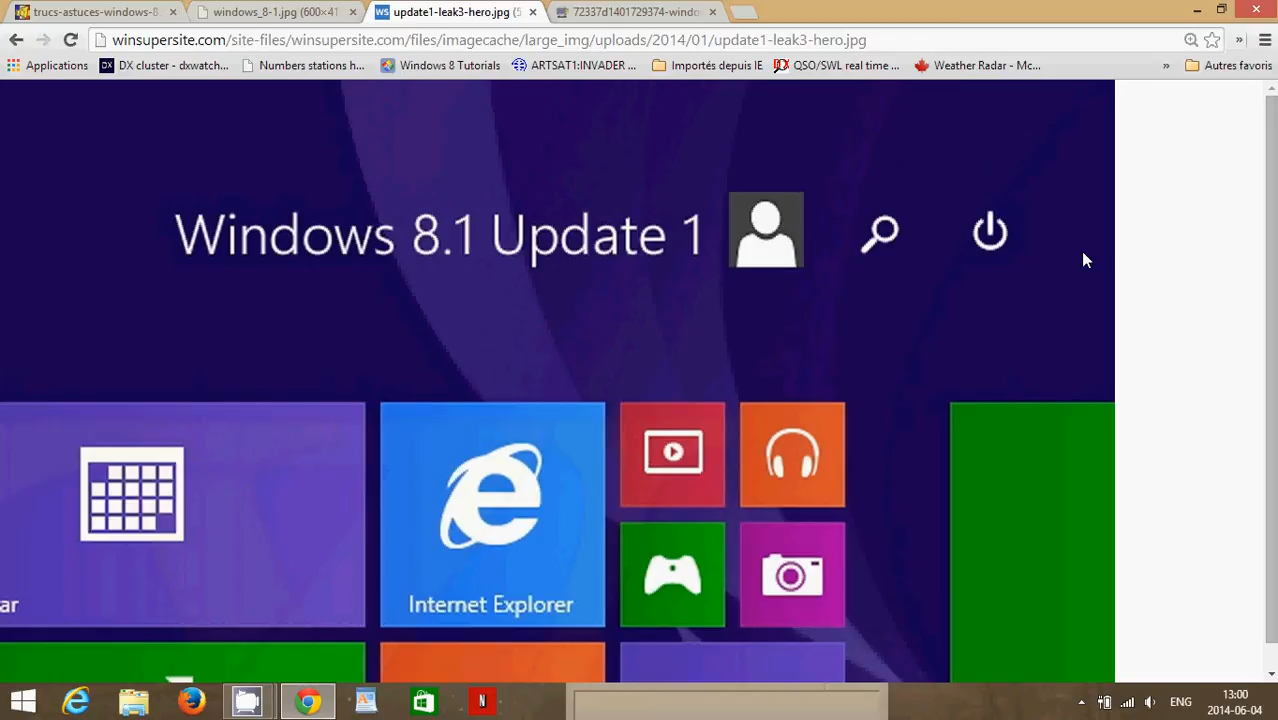 trucs-astuces-windows-8. windows_8-1.jpg (600×41 update1-leak3-hero.jpg (5 72337d1401729374-windo
winsupersite.com/site-files/winsupersite.com/files/imagecache/large_img/uploads/2014/01/update1-leak3-hero.jpg
Applications DX DX cluster - dxwatch... Numbers stations h... Windows 8 Tutorials ARTSAT1:INVADER ... Importés depuis IE QSO/SWL real time ... Weather Radar - Mc... » Autres favoris
Windows 8.1 Update 1
Internet Explorer
ar
N ENG 13:00
2014-06-04